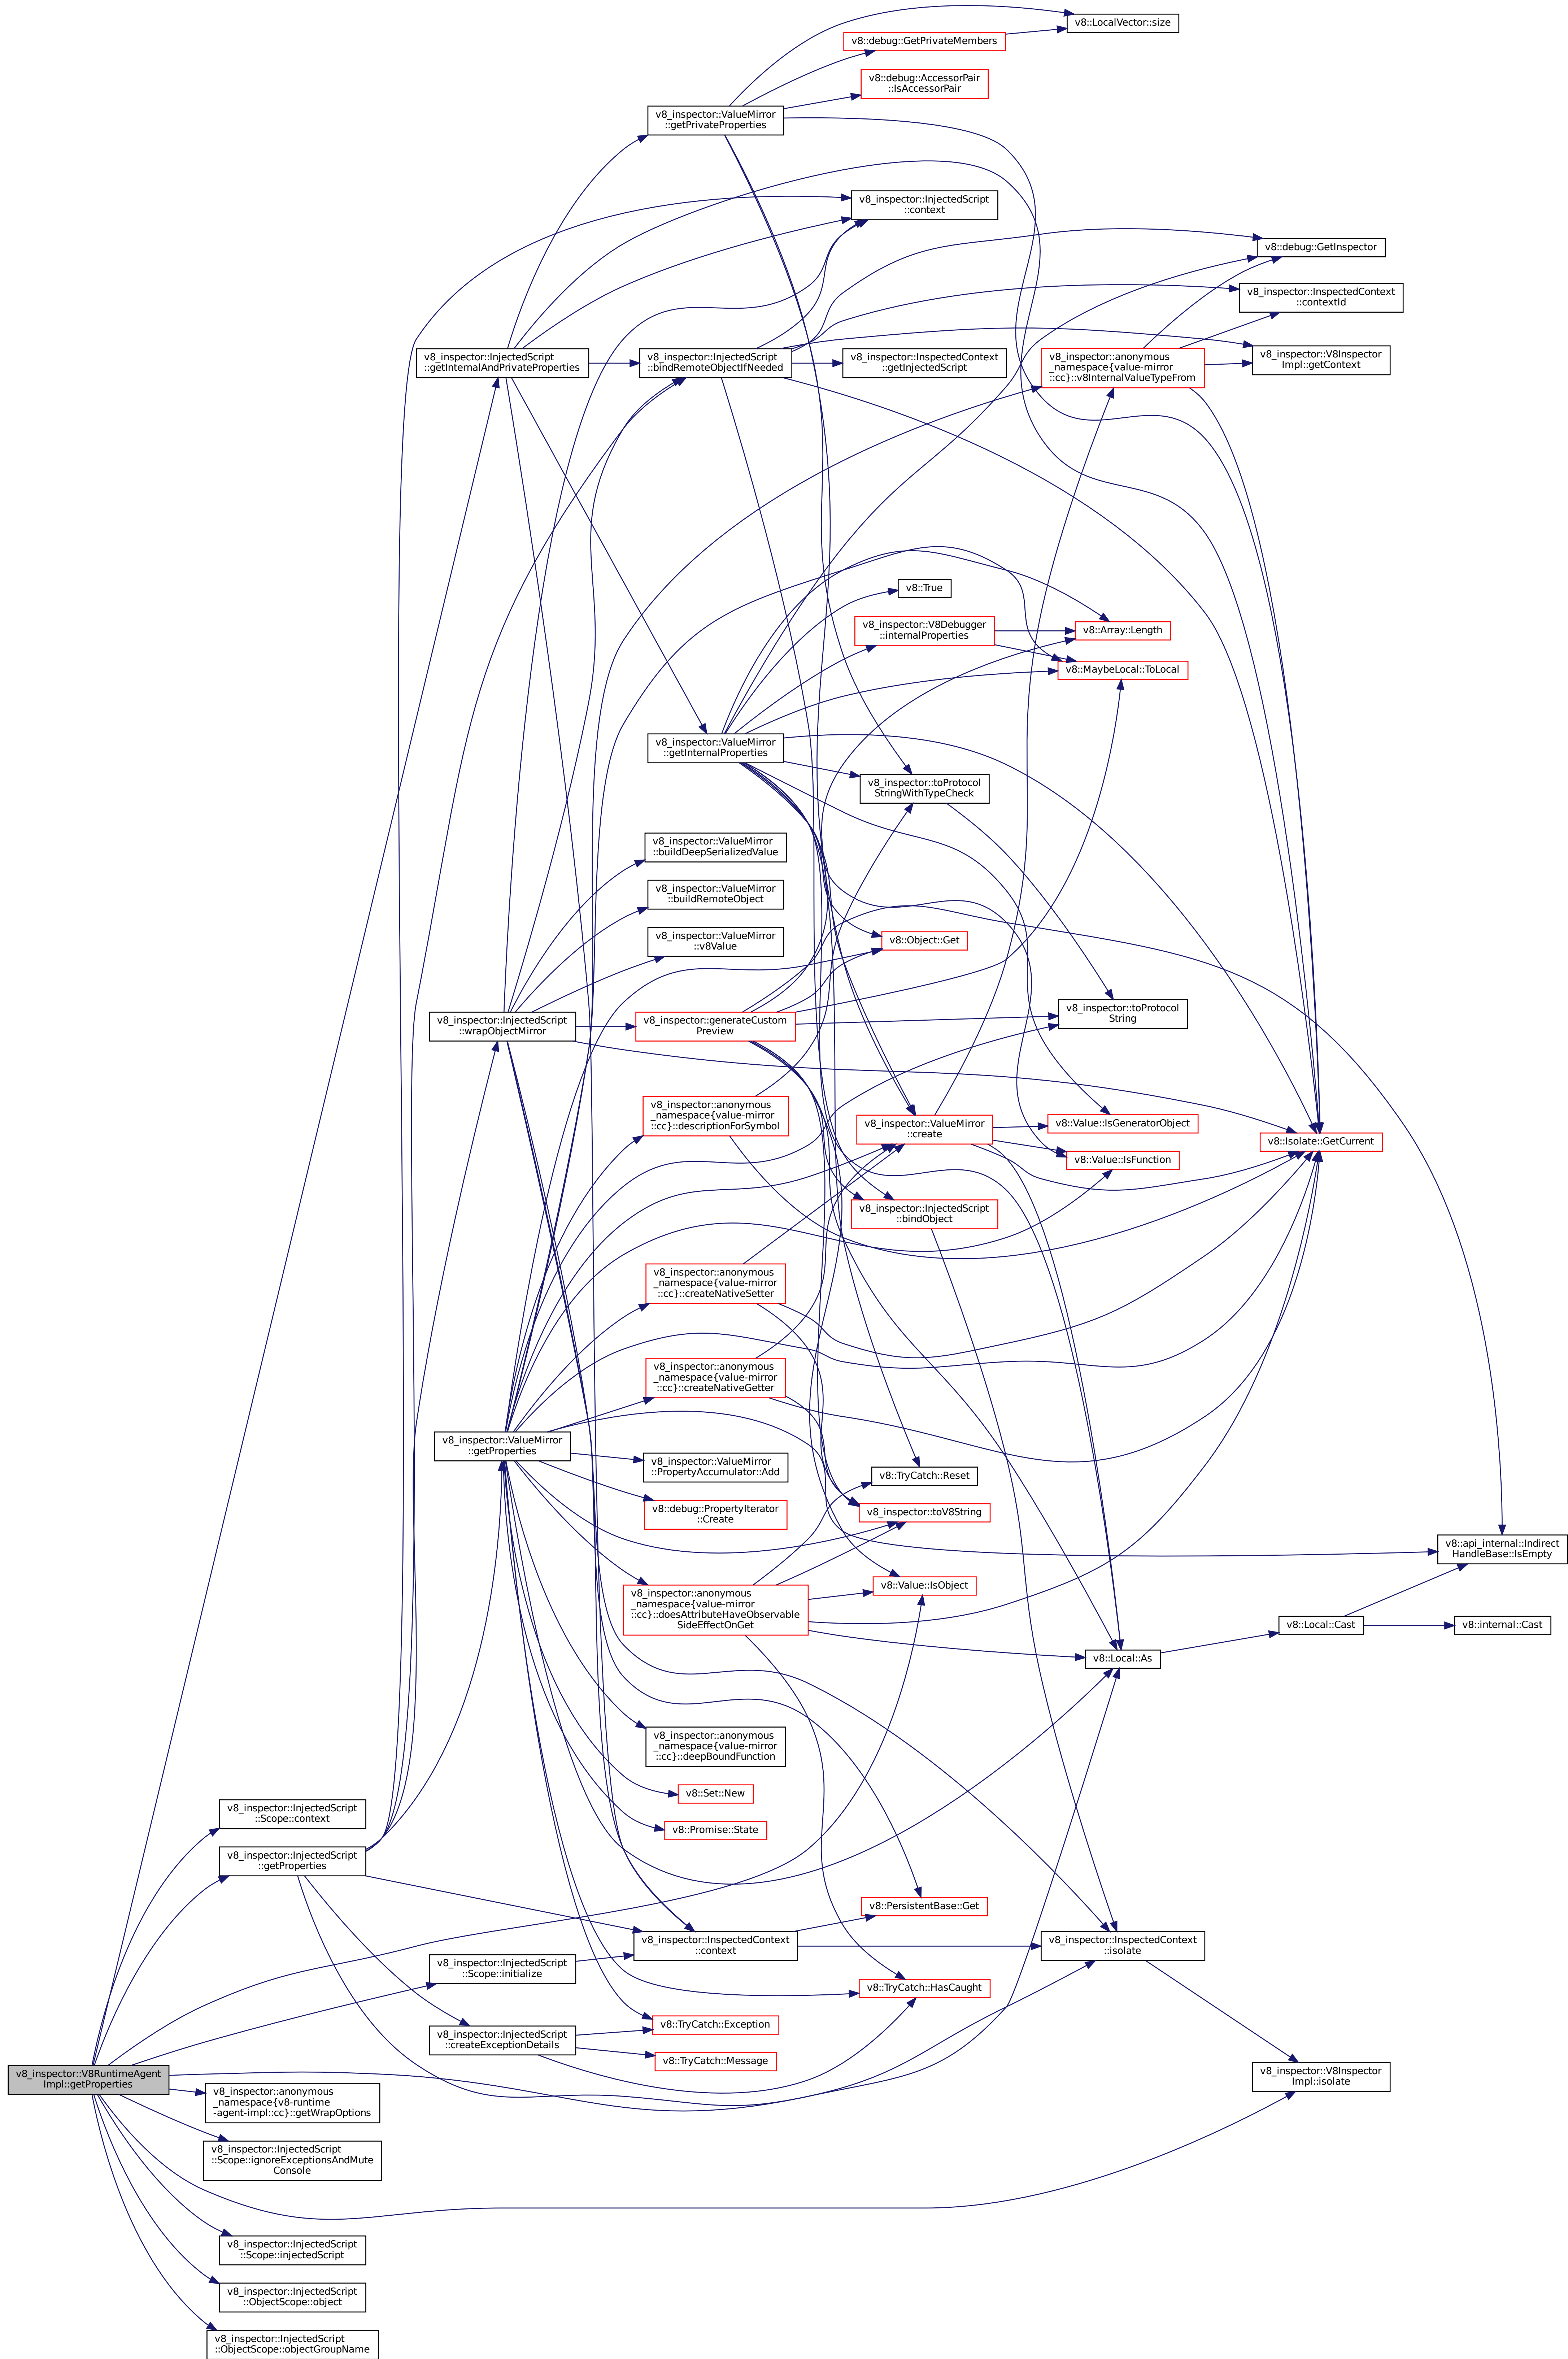 v8::LocalVector::size
v8::debug::GetPrivateMembers
v8::debug::AccessorPair
::IsAccessorPair
v8_inspector::ValueMirror
::getPrivateProperties
v8_inspector::InjectedScript
::context
v8::debug::GetInspector
v8_inspector::InspectedContext
::contextId
v8_inspector::InjectedScript
::getInternalAndPrivateProperties
v8_inspector::InjectedScript
::bindRemoteObjectIfNeeded
v8_inspector::InspectedContext
::getInjectedScript
v8_inspector::anonymous
_namespace{value-mirror
::cc}::v8InternalValueTypeFrom
v8_inspector::V8Inspector
Impl::getContext
v8::True
v8_inspector::V8Debugger
::internalProperties
v8::Array::Length
v8::MaybeLocal::ToLocal
v8_inspector::ValueMirror
::getInternalProperties
v8_inspector::toProtocol
StringWithTypeCheck
v8_inspector::ValueMirror
::buildDeepSerializedValue
v8_inspector::ValueMirror
::buildRemoteObject
v8_inspector::ValueMirror
::v8Value
v8::Object::Get
v8_inspector::InjectedScript
::wrapObjectMirror
v8_inspector::generateCustom
Preview
v8_inspector::toProtocol
String
v8_inspector::anonymous
_namespace{value-mirror
::cc}::descriptionForSymbol
v8_inspector::ValueMirror
::create
v8::Value::IsGeneratorObject
v8::Value::IsFunction
v8::Isolate::GetCurrent
v8_inspector::InjectedScript
::bindObject
v8_inspector::anonymous
_namespace{value-mirror
::cc}::createNativeSetter
v8_inspector::anonymous
_namespace{value-mirror
::cc}::createNativeGetter
v8_inspector::ValueMirror
::getProperties
v8_inspector::ValueMirror
::PropertyAccumulator::Add
v8::TryCatch::Reset
v8::debug::PropertyIterator
::Create
v8_inspector::toV8String
v8::api_internal::Indirect
HandleBase::IsEmpty
v8_inspector::anonymous
_namespace{value-mirror
::cc}::doesAttributeHaveObservable
SideEffectOnGet
v8::Value::IsObject
v8::Local::Cast
v8::internal::Cast
v8::Local::As
v8_inspector::anonymous
_namespace{value-mirror
::cc}::deepBoundFunction
v8::Set::New
v8_inspector::InjectedScript
::Scope::context
v8::Promise::State
v8_inspector::InjectedScript
::getProperties
v8::PersistentBase::Get
v8_inspector::InspectedContext
::context
v8_inspector::InspectedContext
::isolate
v8_inspector::InjectedScript
::Scope::initialize
v8::TryCatch::HasCaught
v8::TryCatch::Exception
v8_inspector::InjectedScript
::createExceptionDetails
v8::TryCatch::Message
v8_inspector::V8Inspector
Impl::isolate
v8_inspector::V8RuntimeAgent
Impl::getProperties
v8_inspector::anonymous
_namespace{v8-runtime
-agent-impl::cc}::getWrapOptions
v8_inspector::InjectedScript
::Scope::ignoreExceptionsAndMute
Console
v8_inspector::InjectedScript
::Scope::injectedScript
v8_inspector::InjectedScript
::ObjectScope::object
v8_inspector::InjectedScript
::ObjectScope::objectGroupName